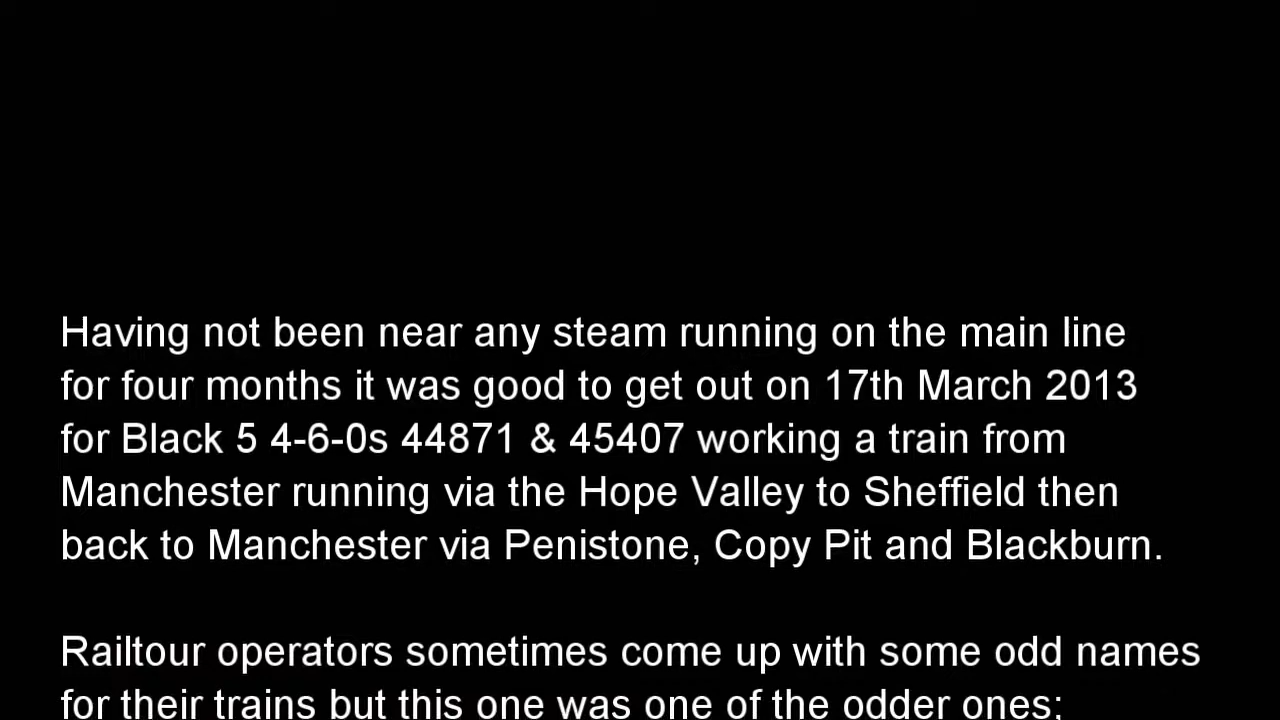 Having not been near any steam running on the main line
for four months it was good to get out on 17th March 2013
for Black 5 4-6-0s 44871 & 45407 working a train from
Manchester running via the Hope Valley to Sheffield then
back to Manchester via Penistone, Copy Pit and Blackburn.
Railtour operators sometimes come up with some odd names
for their trains but this one was one of the odder ones;